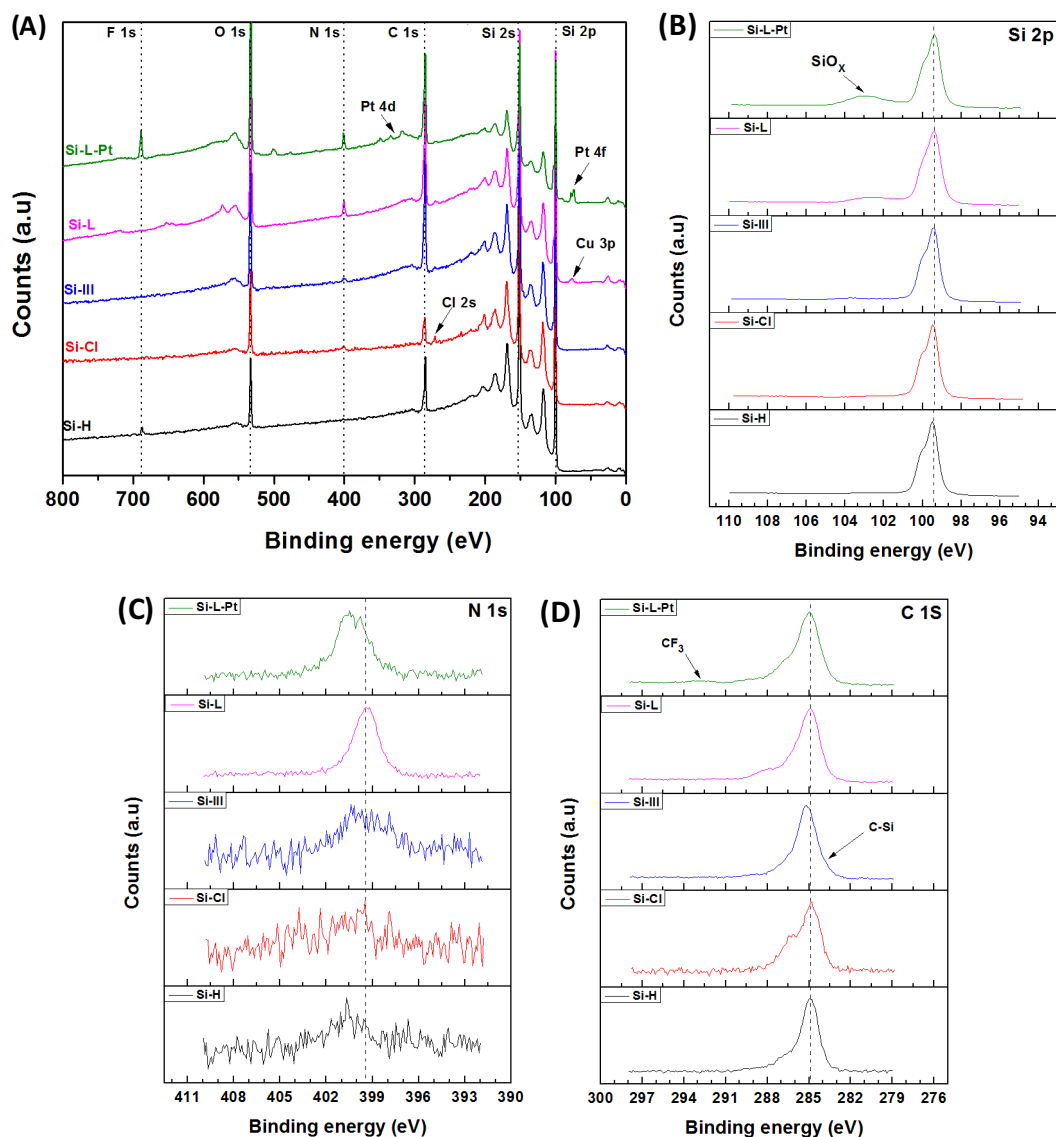 (A)
F 1s
O 1s
N 1s
C 1s
Si 2s
Si 2p
Pt 4d
Si-L-Pt
Pt 4f
Si-L
Cu 3p
Si-III
Cl 2s
Si-Cl
Si-H
Counts (a.u)
800 700 600 500 400 300 200 100 0
Binding energy (eV)
(B)
Si-L-Pt
Si 2p
SiOX
Si-L
Si-III
Si-Cl
Si-H
Counts (a.u)
110 108 106 104 102 100 98 96 94
Binding energy (eV)
(C)
Si-L-Pt
N 1s
Si-L
Si-III
Si-Cl
Si-H
Counts (a.u)
411 408 405 402 399 396 393 390
Binding energy (eV)
(D)
Si-L-Pt
C 1S
CF3
Si-L
Si-III
C-Si
Si-Cl
Si-H
Counts (a.u)
300 297 294 291 288 285 282 279 276
Binding energy (eV)